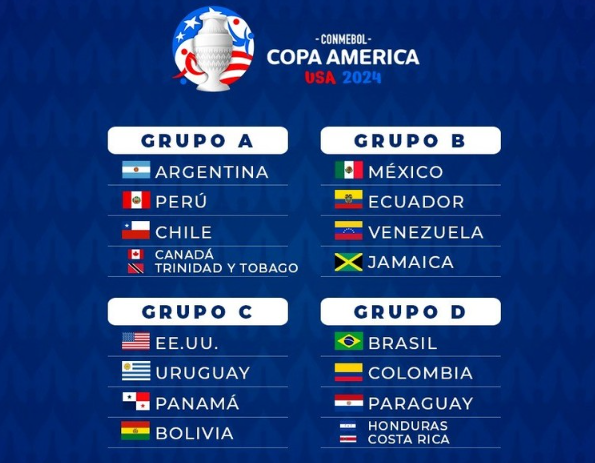 - CONMEBOL -
COPA AMERICA
USA 2024
GRUPO A
ARGENTINA
PERÚ
CHILE
CANADÁ
TRINIDAD Y TOBAGO
GRUPO B
MÉXICO
ECUADOR
VENEZUELA
JAMAICA
GRUPO C
EE.UU.
URUGUAY
PANAMÁ
BOLIVIA
GRUPO D
BRASIL
COLOMBIA
PARAGUAY
HONDURAS
COSTA RICA